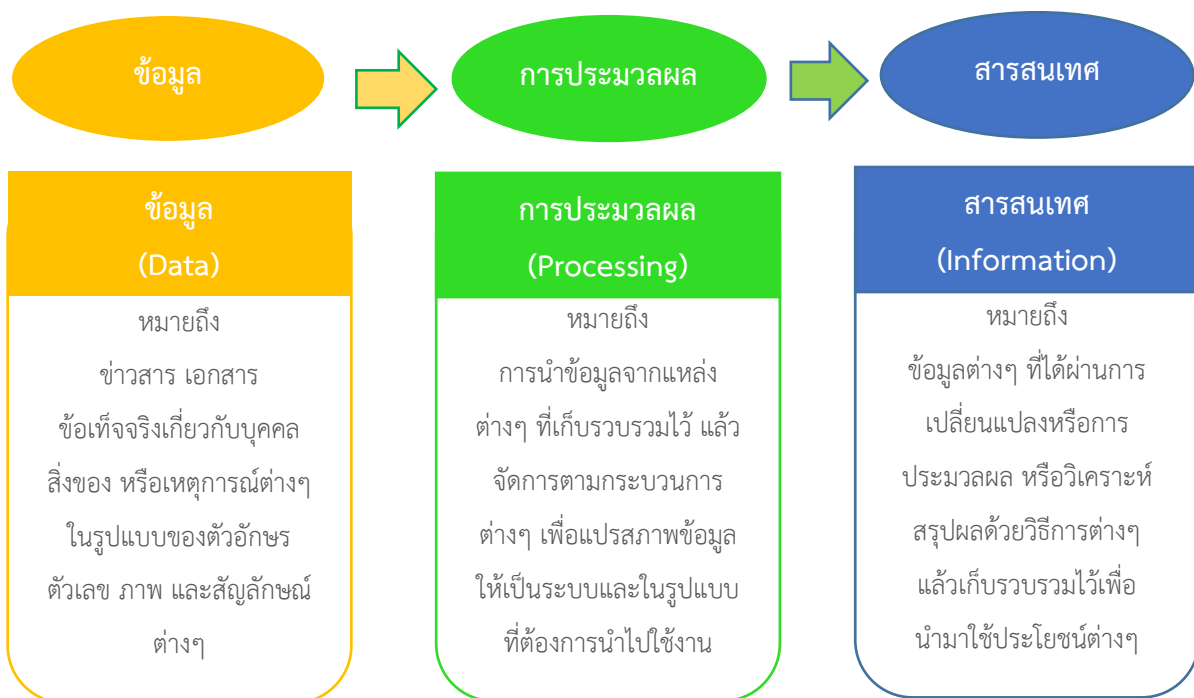 ข้อมูล
การประมวลผล
สารสนเทศ
ข้อมูล
(Data)
หมายถึง
ข่าวสาร เอกสาร
ข้อเท็จจริงเกี่ยวกับบุคคล
สิ่งของ หรือเหตุการณ์ต่างๆ
ในรูปแบบของตัวอักษร
ตัวเลข ภาพ และสัญลักษณ์
ต่างๆ
การประมวลผล
(Processing)
หมายถึง
การนำข้อมูลจากแหล่ง
ต่างๆ ที่เก็บรวบรวมไว้ แล้ว
จัดการตามกระบวนการ
ต่างๆ เพื่อแปรสภาพข้อมูล
ให้เป็นระบบและในรูปแบบ
ที่ต้องการนำไปใช้งาน
สารสนเทศ
(Information)
หมายถึง
ข้อมูลต่างๆ ที่ได้ผ่านการ
เปลี่ยนแปลงหรือการ
ประมวลผล หรือวิเคราะห์
สรุปผลด้วยวิธีการต่างๆ
แล้วเก็บรวบรวมไว้เพื่อ
นำมาใช้ประโยชน์ต่างๆ